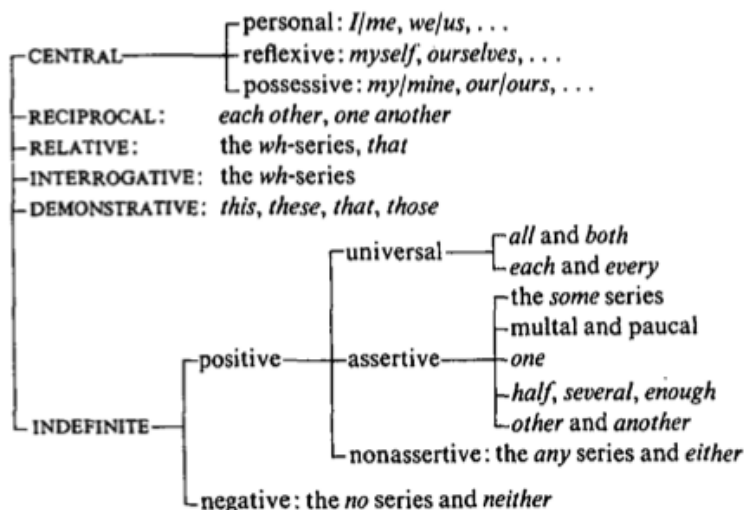 personal: I/me, we/us, . . .
CENTRAL reflexive: myself, ourselves, . . .
possessive: my/mine, our/ours, . . .
RECIPROCAL: each other, one another
RELATIVE: the wh-series, that
INTERROGATIVE: the wh-series
DEMONSTRATIVE: this, these, that, those
all and both
universal
each and every
the some series
multal and paucal
positive assertive one
half, several, enough
other and another
INDEFINITE
nonassertive: the any series and either
negative: the no series and neither